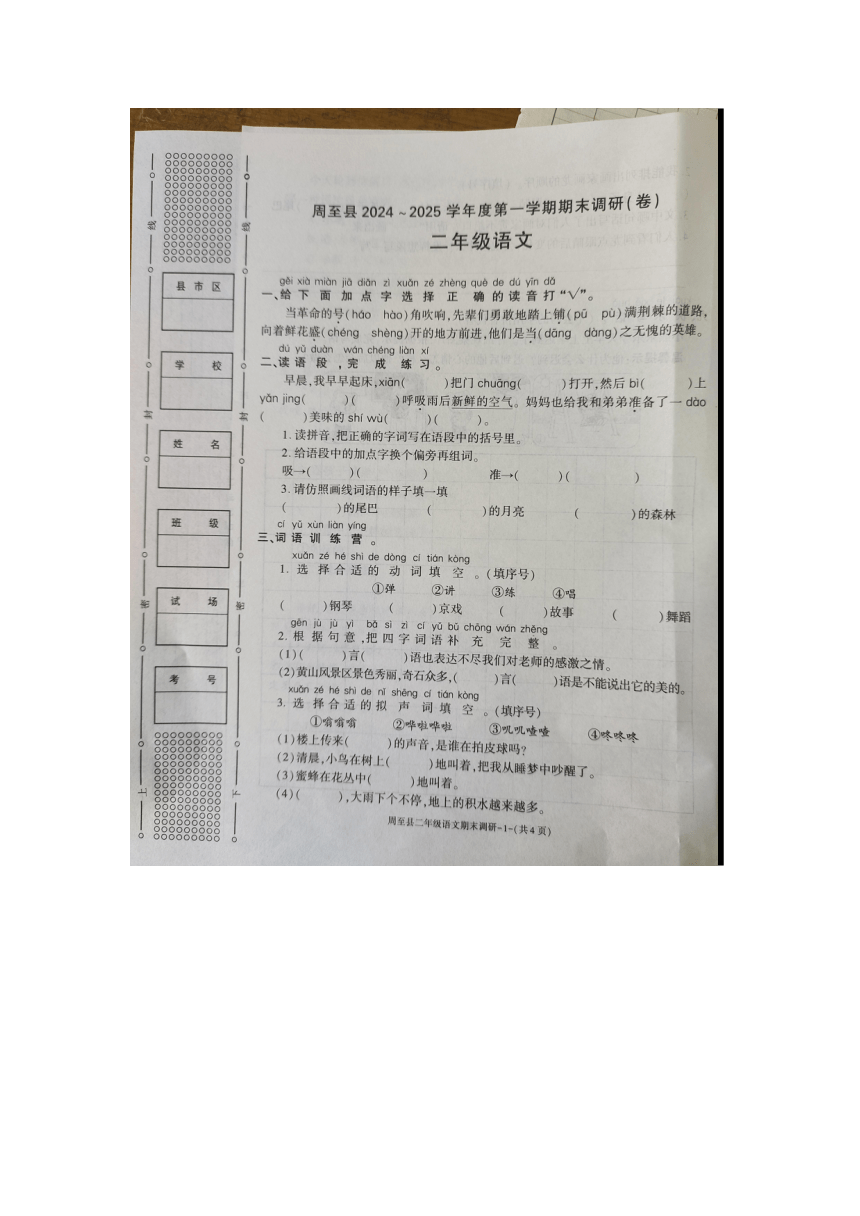 周至县2024~2025学年度第一学期期末调研(卷)
二年级语文
gěi xià miàn jiā diǎn zì xuǎn zé zhèng què de dú yīn dǎ
一、给下面加点字选择正确的读音打“√”。
当革命的号(háo hào)角吹响,先辈们勇敢地踏上铺(pū pù)满荆棘的道路,
向着鲜花盛(chéng shèng)开的地方前进,他们是当(dāng dàng)之无愧的英雄。
dú yǔ duàn wán chéng liàn xí
二、读语段,完成练习。
早晨,我早早起床,xiān( )把门chuāng( )打开,然后bì( )上
yǎn jing( )( )呼吸雨后新鲜的空气。妈妈也给我和弟弟准备了一dào
( )美味的shí wù( )( )。
1.读拼音,把正确的字词写在语段中的括号里。
2.给语段中的加点字换个偏旁再组词。
吸→( )( ) 准→( )( )
3.请仿照画线词语的样子填一填
( )的尾巴 ( )的月亮 ( )的森林
cí yǔ xùn liàn yíng
三、词语训练营。
xuǎn zé hé shì de dòng cí tián kòng
1.选择合适的动词填空。(填序号)
①弹 ②讲 ③练 ④唱
( )钢琴 ( )京戏 ( )故事 ( )舞蹈
gēn jù jù yì bǎ sì zì cí yǔ bǔ chōng wán zhěng
2.根据句意,把四字词语补充完整。
(1)( )言( )语也表达不尽我们对老师的感激之情。
(2)黄山风景区景色秀丽,奇石众多,( )言( )语是不能说出它的美的。
xuǎn zé hé shì de nǐ shēng cí tián kòng
3.选择合适的拟声词填空。(填序号)
①嗡嗡嗡 ②哗啦哗啦 ③叽叽喳喳 ④咚咚咚
(1)楼上传来( )的声音,是谁在拍皮球吗?
(2)清晨,小鸟在树上( )地叫着,把我从睡梦中吵醒了。
(3)蜜蜂在花丛中( )地叫着。
(4)( ),大雨下个不停,地上的积水越来越多。
周至县二年级语文期末调研-1-(共4页)
县市区
学校
姓名
班级
试场
考号
线
封
密
上
线
封
密
下